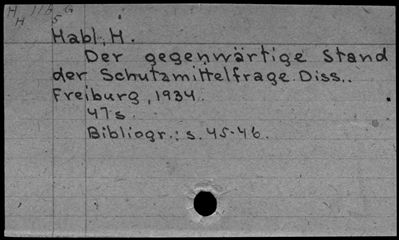 Habl, H.
Der gegenwärtige Stand
der Schutzmittelfrage. Diss..
Freiburg, 1934.
47 s.
Bibliogr.: s. 45-46.